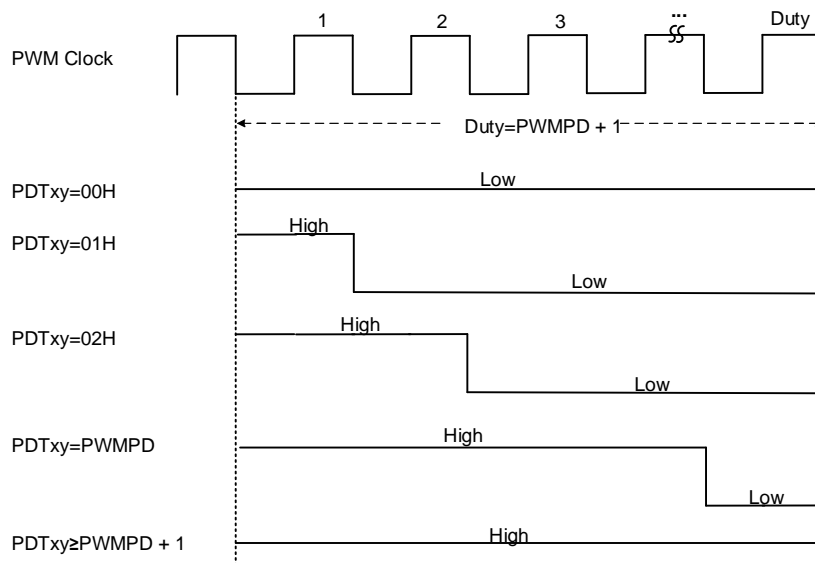 1 2 3 ... Duty
PWM Clock
Duty=PWMPD + 1
PDTxy=00H Low
PDTxy=01H High Low
PDTxy=02H High Low
PDTxy=PWMPD High Low
PDTxy≥PWMPD + 1 High